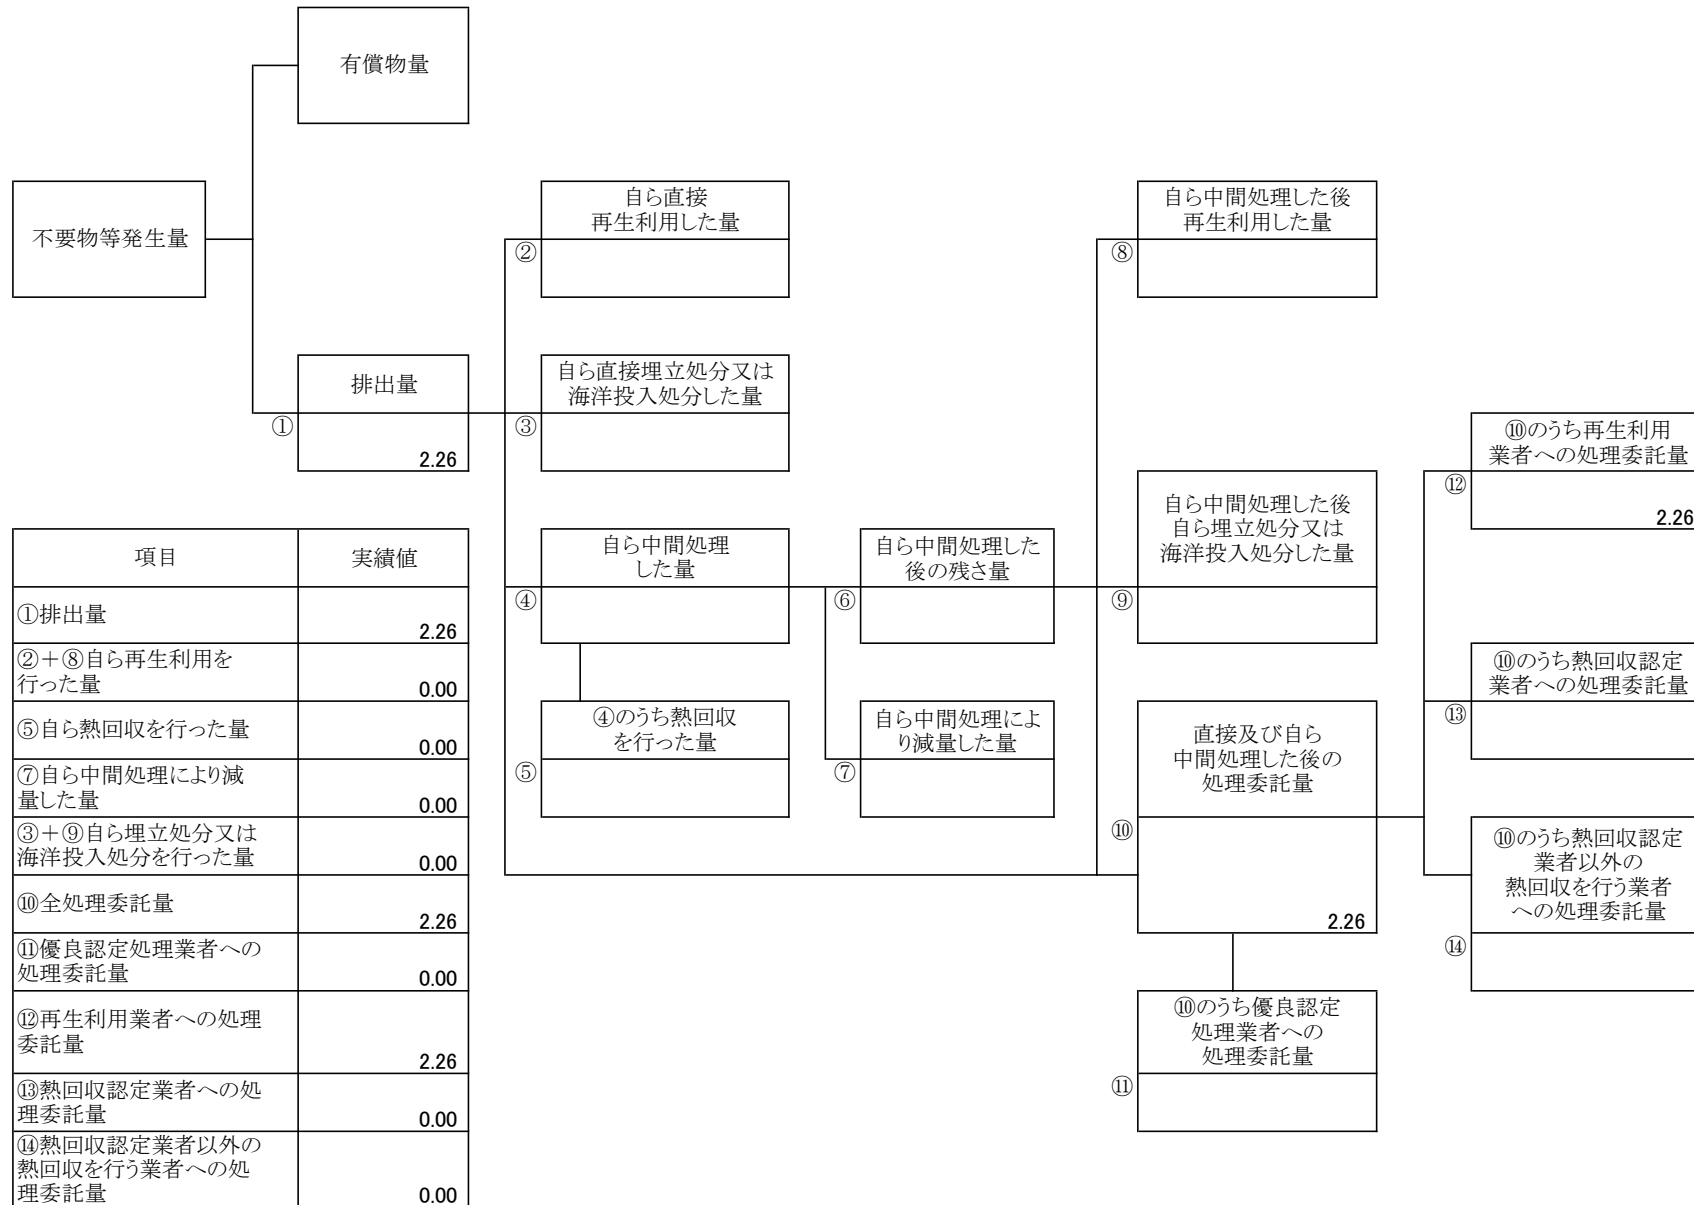 有償物量
不要物等発生量
自ら直接
再生利用した量
②
自ら中間処理した後
再生利用した量
⑧
排出量
①
2.26
自ら直接埋立処分又は
海洋投入処分した量
③
⑩のうち再生利用
業者への処理委託量
⑫
2.26
自ら中間処理した後
自ら埋立処分又は
海洋投入処分した量
⑨
自ら中間処理
した量
④
自ら中間処理した
後の残さ量
⑥
④のうち熱回収
を行った量
⑤
自ら中間処理によ
り減量した量
⑦
直接及び自ら
中間処理した後の
処理委託量
⑩
2.26
⑩のうち熱回収認定
業者への処理委託量
⑬
⑩のうち熱回収認定
業者以外の
熱回収を行う業者
への処理委託量
⑭
⑩のうち優良認定
処理業者への
処理委託量
⑪
項目 実績値
①排出量
2.26
②+⑧自ら再生利用を
行った量
0.00
⑤自ら熱回収を行った量
0.00
⑦自ら中間処理により減
量した量
0.00
③+⑨自ら埋立処分又は
海洋投入処分を行った量
0.00
⑩全処理委託量
2.26
⑪優良認定処理業者への
処理委託量
0.00
⑫再生利用業者への処理
委託量
2.26
⑬熱回収認定業者への処
理委託量
0.00
⑭熱回収認定業者以外の
熱回収を行う業者への処
理委託量
0.00